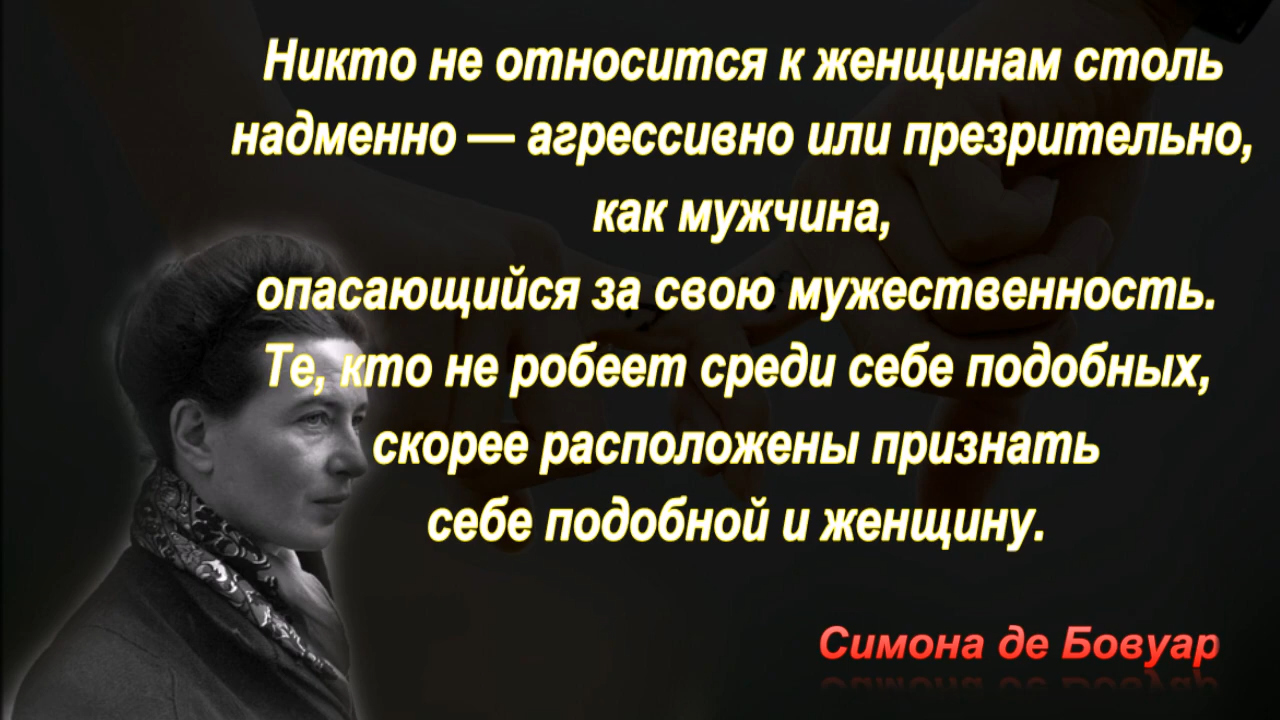 Никто не относится к женщинам столь
надменно — агрессивно или презрительно,
как мужчина,
опасающийся за свою мужественность.
Те, кто не робеет среди себе подобных,
скорее расположены признать
себе подобной и женщину.
Симона де Бовуар